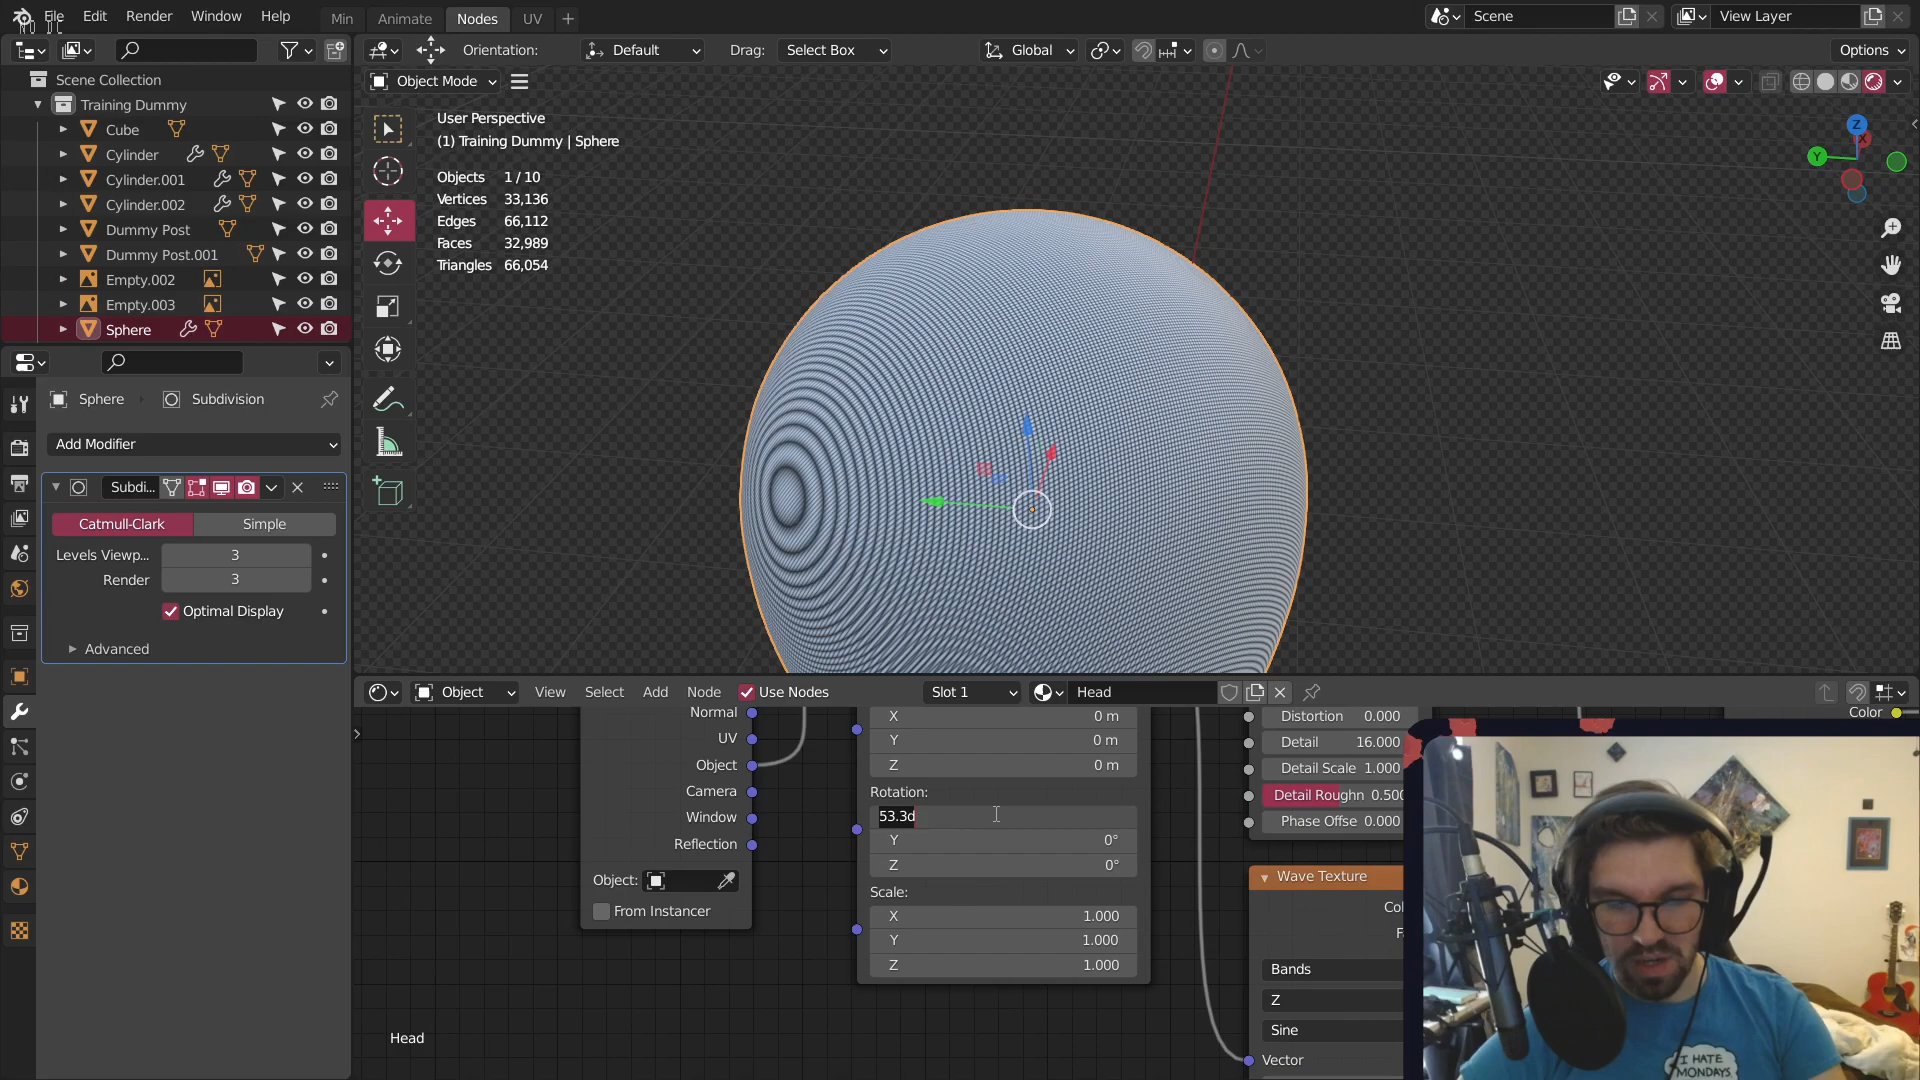 File Edit Render Window Help Min Animate Nodes UV + Scene View Layer
Orientation: Default Drag: Select Box Global Options
Object Mode
Scene Collection
Training Dummy
Cube
Cylinder
Cylinder.001
Cylinder.002
Dummy Post
Dummy Post.001
Empty.002
Empty.003
Sphere
User Perspective
(1) Training Dummy | Sphere
Objects 1 / 10
Vertices 33,136
Edges 66,112
Faces 32,989
Triangles 66,054
Z
X
Y
Sphere Subdivision
Add Modifier
Subdi...
Catmull-Clark Simple
Levels Viewp... 3
Render 3
Optimal Display
Advanced
Object View Select Add Node Use Nodes Slot 1 Head
Normal
UV
Object
Camera
Window
Reflection
Object:
From Instancer
X 0 m
Y 0 m
Z 0 m
Rotation:
53.3d
Y 0°
Z 0°
Scale:
X 1.000
Y 1.000
Z 1.000
Distortion 0.000
Detail 16.000
Detail Scale 1.000
Detail Roughn 0.500
Phase Offse 0.000
Color
Wave Texture
Bands
Z
Sine
Vector
Head
I HATE
MONDAYS.